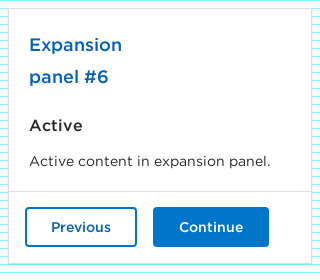 Expansion
panel #6
Active
Active content in expansion panel.
Previous
Continue